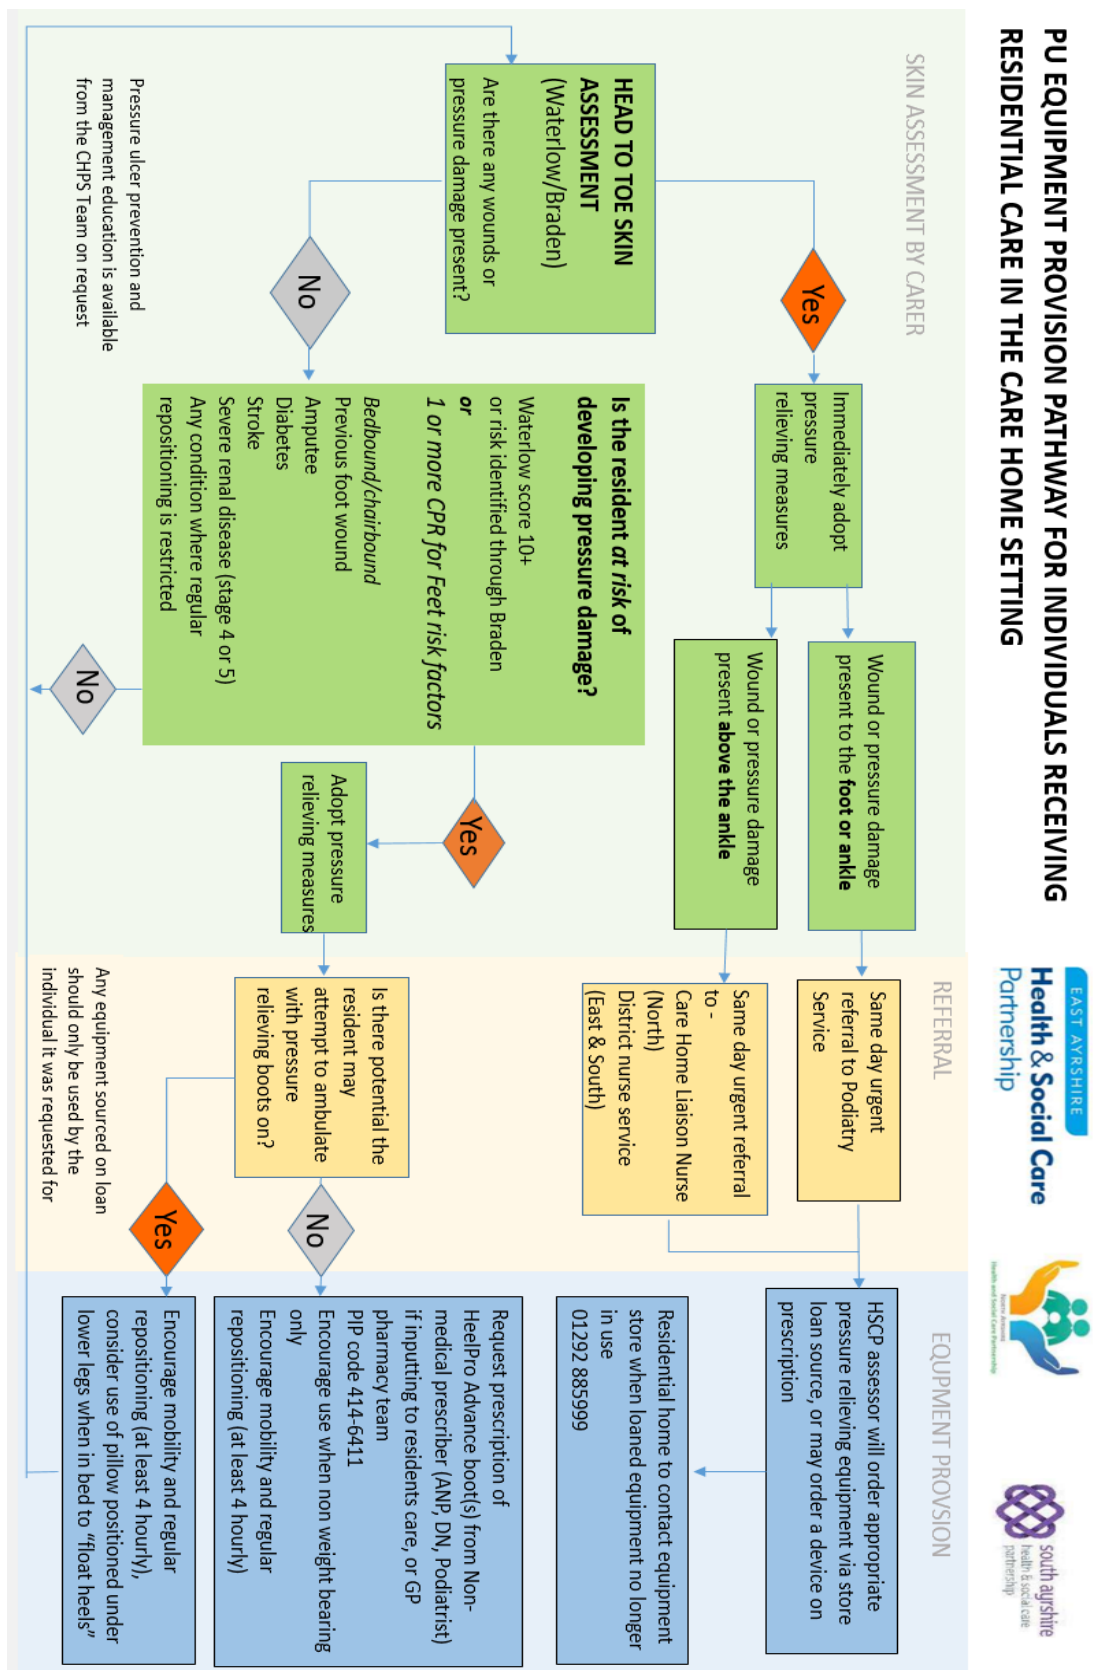 PU EQUIPMENT PROVISION PATHWAY FOR INDIVIDUALS RECEIVING
RESIDENTIAL CARE IN THE CARE HOME SETTING
EAST AYRSHIRE
Health & Social Care
Partnership
North Ayrshire
Health and Social Care Partnership
south ayrshire
health & social care
partnership
SKIN ASSESSMENT BY CARER
REFERRAL
EQUPMENT PROVSION
HEAD TO TOE SKIN
ASSESSMENT
(Waterlow/Braden)
Are there any wounds or
pressure damage present?
Yes
Immediately adopt
pressure
relieving measures
Wound or pressure damage
present to the foot or ankle
Same day urgent
referral to Podiatry
Service
Wound or pressure damage
present above the ankle
Same day urgent referral
to -
Care Home Liaison Nurse
(North)
District nurse service
(East & South)
HSCP assessor will order appropriate
pressure relieving equipment via store
loan source, or may order a device on
prescription
Residential home to contact equipment
store when loaned equipment no longer
in use
01292 885999
No
Is the resident at risk of
developing pressure damage?
Waterlow score 10+
or risk identified through Braden
or
1 or more CPR for Feet risk factors
Bedbound/chairbound
Previous foot wound
Amputee
Diabetes
Stroke
Severe renal disease (stage 4 or 5)
Any condition where regular
repositioning is restricted
Yes
Adopt pressure
relieving measures
Is there potential the
resident may
attempt to ambulate
with pressure
relieving boots on?
No
Request prescription of
HeelPro Advance boot(s) from Non-
medical prescriber (ANP, DN, Podiatrist)
if inputing to residents care, or GP
pharmacy team
PIP code 414-6411
Encourage use when non weight bearing
only
Encourage mobility and regular
repositioning (at least 4 hourly)
Yes
Encourage mobility and regular
repositioning (at least 4 hourly),
consider use of pillow positioned under
lower legs when in bed to “float heels”
No
Pressure ulcer prevention and
management education is available
from the CHPS Team on request
Any equipment sourced on loan
should only be used by the
individual it was requested for